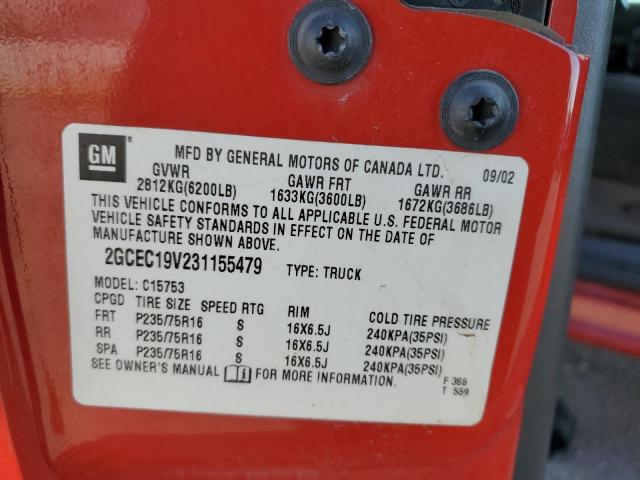 GM
MFD BY GENERAL MOTORS OF CANADA LTD. 09/02
GVWR GAWR FRT GAWR RR
2812KG(6200LB) 1633KG(3600LB) 1672KG(3686LB)
THIS VEHICLE CONFORMS TO ALL APPLICABLE U.S. FEDERAL MOTOR
VEHICLE SAFETY STANDARDS IN EFFECT ON THE DATE OF
MANUFACTURE SHOWN ABOVE.
2GCEC19V231155479 TYPE: TRUCK
MODEL: C15753
CPGD TIRE SIZE SPEED RTG RIM COLD TIRE PRESSURE
FRT P235/75R16 S 16X6.5J 240KPA(35PSI)
RR P235/75R16 S 16X6.5J 240KPA(35PSI)
SPA P235/75R16 S 16X6.5J 240KPA(35PSI)
SEE OWNER'S MANUAL FOR MORE INFORMATION.
F 366
T 559